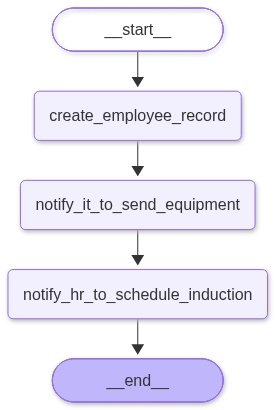 __start__
create_employee_record
notify_it_to_send_equipment
notify_hr_to_schedule_induction
__end__